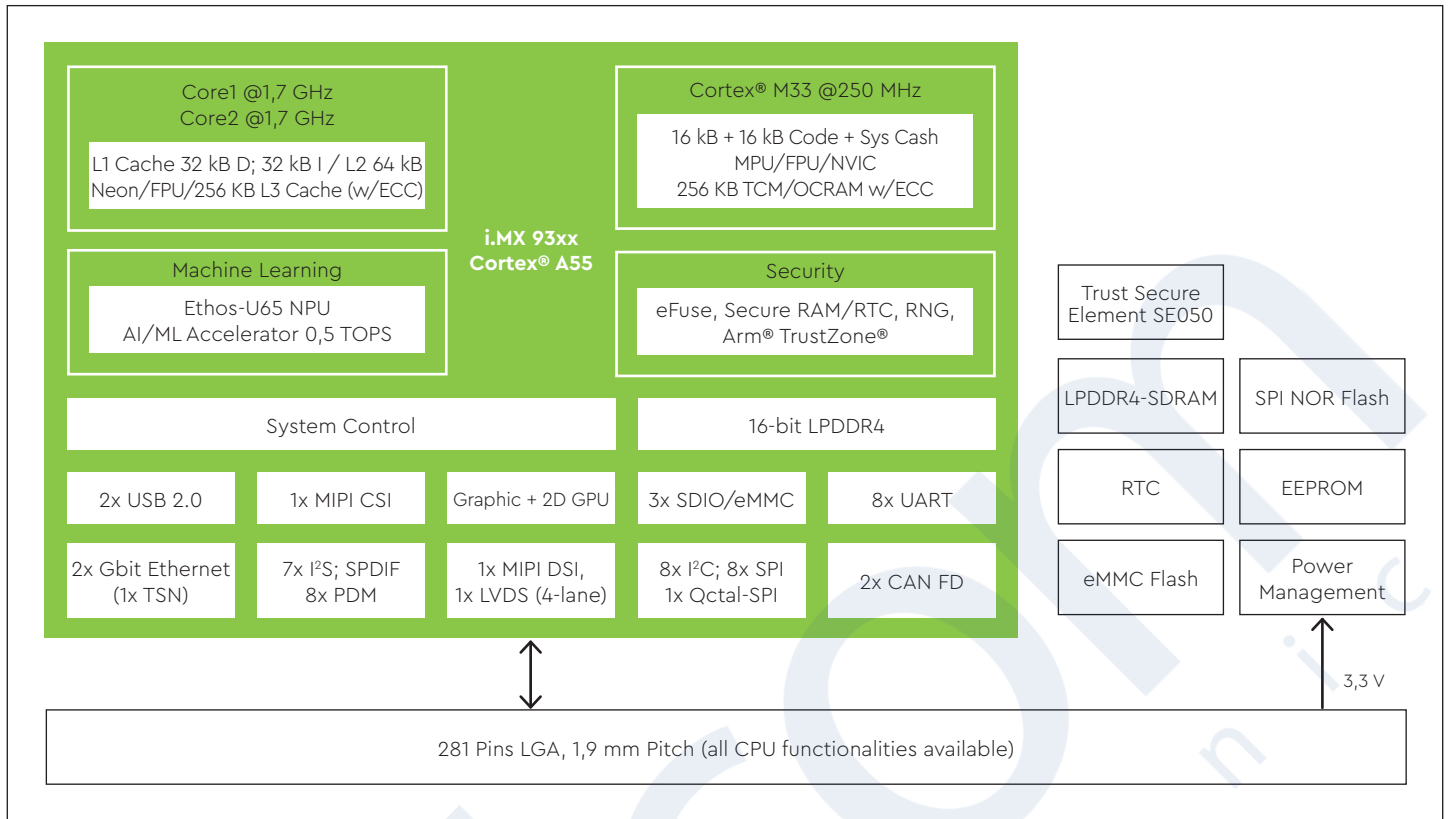 Core1 @1,7 GHz
Core2 @1,7 GHz
L1 Cache 32 kB D; 32 kB I / L2 64 kB
Neon/FPU/256 KB L3 Cache (w/ECC)
Cortex® M33 @250 MHz
16 kB + 16 kB Code + Sys Cash
MPU/FPU/NVIC
256 KB TCM/OCRAM w/ECC
i.MX 93xx
Cortex® A55
Machine Learning
Ethos-U65 NPU
AI/ML Accelerator 0,5 TOPS
Security
eFuse, Secure RAM/RTC, RNG,
Arm® TrustZone®
System Control
16-bit LPDDR4
2x USB 2.0
1x MIPI CSI
Graphic + 2D GPU
3x SDIO/eMMC
8x UART
2x Gbit Ethernet
(1x TSN)
7x I²S; SPDIF
8x PDM
1x MIPI DSI,
1x LVDS (4-lane)
8x I²C; 8x SPI
1x Qctal-SPI
2x CAN FD
Trust Secure
Element SE050
LPDDR4-SDRAM
SPI NOR Flash
RTC
EEPROM
eMMC Flash
Power
Management
3,3 V
281 Pins LGA, 1,9 mm Pitch (all CPU functionalities available)